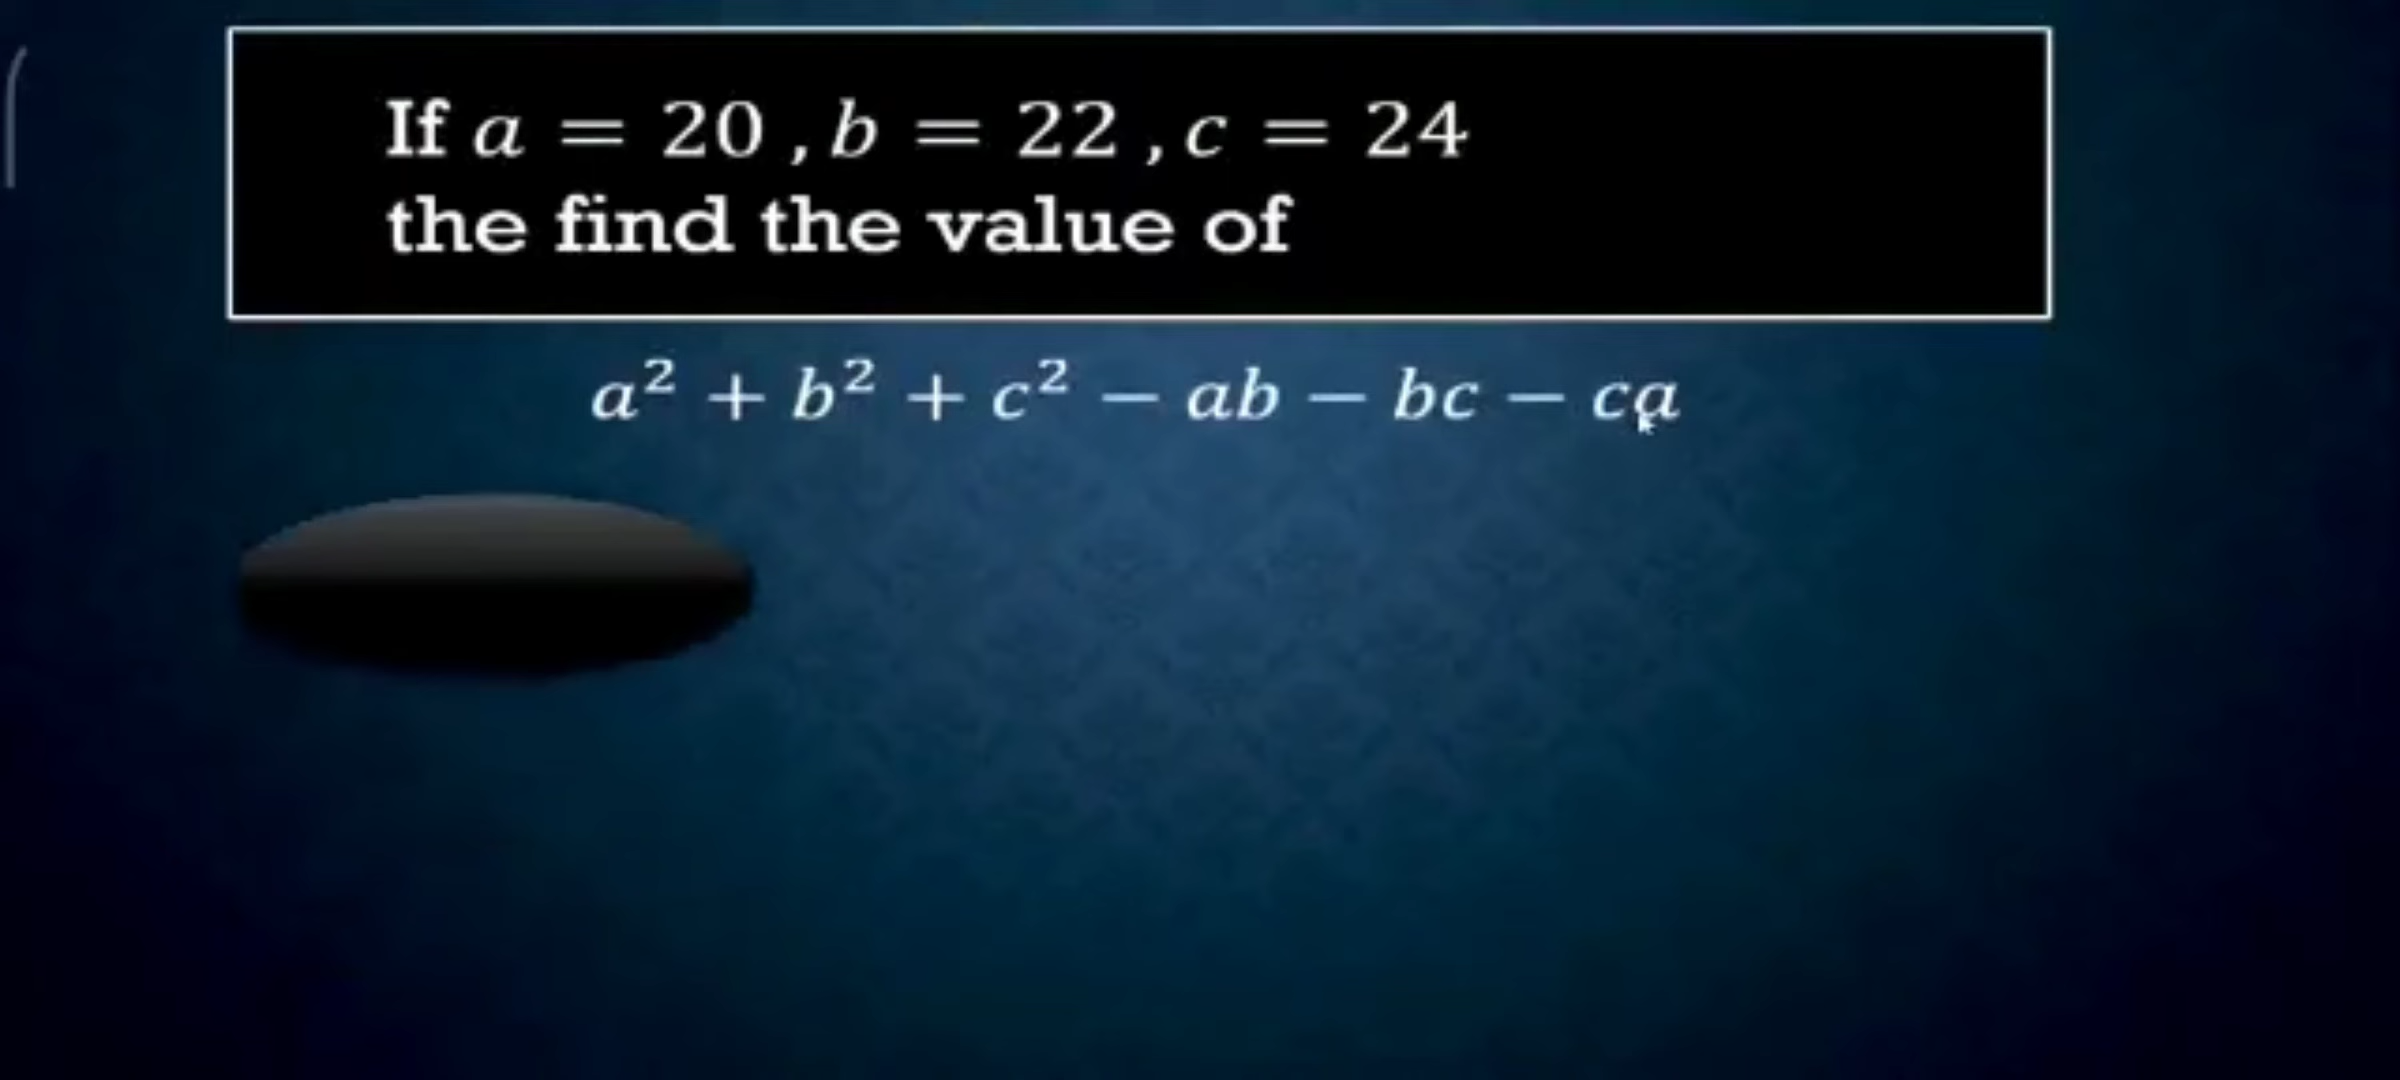 If a = 20 , b = 22 , c = 24
the find the value of
a² + b² + c² − ab − bc − ca